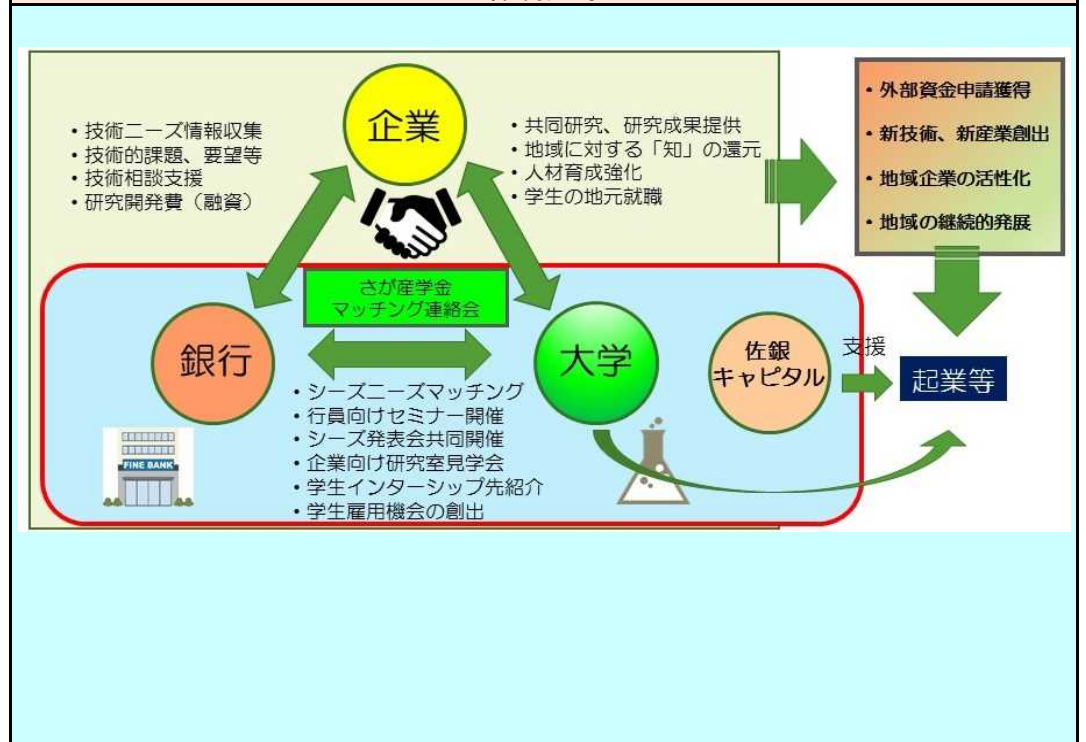 企業
・技術ニーズ情報収集
・技術的課題、要望等
・技術相談支援
・研究開発費（融資）
・共同研究、研究成果提供
・地域に対する「知」の還元
・人材育成強化
・学生の地元就職
・外部資金申請獲得
・新技術、新産業創出
・地域企業の活性化
・地域の継続的発展
さが産学金
マッチング連絡会
銀行
大学
・シーズニーズマッチング
・行員向けセミナー開催
・シーズ発表会共同開催
・企業向け研究室見学会
・学生インターシップ先紹介
・学生雇用機会の創出
FINE BANK
佐銀
キャピタル
支援
起業等